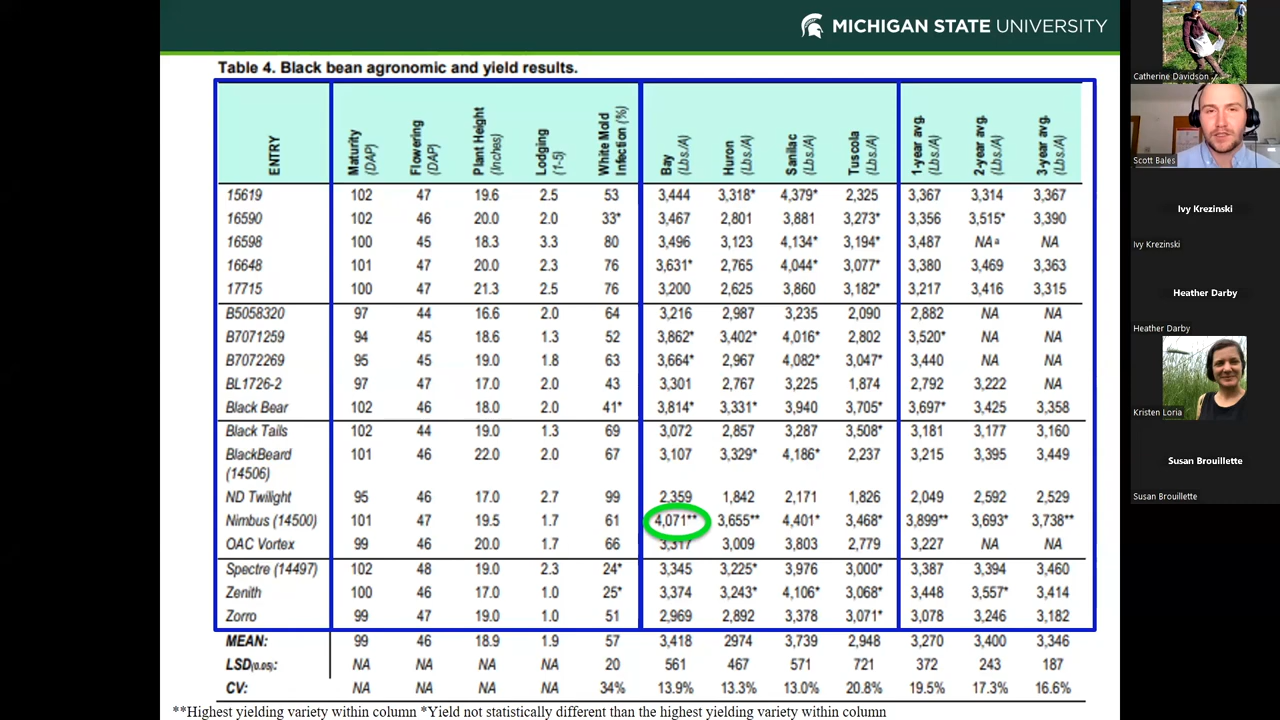 MICHIGAN STATE UNIVERSITY
Table 4. Black bean agronomic and yield results.
ENTRY Maturity (DAP) Flowering (DAP) Plant Height (Inches) Lodging (1-5) White Mold Infection (%) Bay (Lbs./A) Huron (Lbs./A) Sanilac (Lbs./A) Tuscola (Lbs./A) 1-year avg. (Lbs./A) 2-year avg. (Lbs./A) 3-year avg. (Lbs./A)
15619 102 47 19.6 2.5 53 3,444 3,318* 4,379* 2,325 3,367 3,314 3,367
16590 102 46 20.0 2.0 33* 3,467 2,801 3,881 3,273* 3,356 3,515* 3,390
16598 100 45 18.3 3.3 80 3,496 3,123 4,134* 3,194* 3,487 NAª NA
16648 101 47 20.0 2.3 76 3,631* 2,765 4,044* 3,077* 3,380 3,469 3,363
17715 100 47 21.3 2.5 76 3,200 2,625 3,860 3,182* 3,217 3,416 3,315
B5058320 97 44 16.6 2.0 64 3,216 2,987 3,235 2,090 2,882 NA NA
B7071259 94 45 18.6 1.3 52 3,862* 3,402* 4,016* 2,802 3,520* NA NA
B7072269 95 45 19.0 1.8 63 3,664* 2,967 4,082* 3,047* 3,440 NA NA
BL1726-2 97 47 17.0 2.0 43 3,301 2,767 3,225 1,874 2,792 3,222 NA
Black Bear 102 46 18.0 2.0 41* 3,814* 3,331* 3,940 3,705* 3,697* 3,425 3,358
Black Tails 102 44 19.0 1.3 69 3,072 2,857 3,287 3,508* 3,181 3,177 3,160
BlackBeard (14506) 101 46 22.0 2.0 67 3,107 3,329* 4,186* 2,237 3,215 3,395 3,449
ND Twilight 95 46 17.0 2.7 99 2,359 1,842 2,171 1,826 2,049 2,592 2,529
Nimbus (14500) 101 47 19.5 1.7 61 4,071** 3,655** 4,401* 3,468* 3,899** 3,693* 3,738**
OAC Vortex 99 46 20.0 1.7 66 3,317 3,009 3,803 2,779 3,227 NA NA
Spectre (14497) 102 48 19.0 2.3 24* 3,345 3,225* 3,976 3,000* 3,387 3,394 3,460
Zenith 100 46 17.0 1.0 25* 3,374 3,243* 4,106* 3,068* 3,448 3,557* 3,414
Zorro 99 47 19.0 1.0 51 2,969 2,892 3,378 3,071* 3,078 3,246 3,182
MEAN: 99 46 18.9 1.9 57 3,418 2974 3,739 2,948 3,270 3,400 3,346
LSD(0.05): NA NA NA NA 20 561 467 571 721 372 243 187
CV: NA NA NA NA 34% 13.9% 13.3% 13.0% 20.8% 19.5% 17.3% 16.6%
**Highest yielding variety within column *Yield not statistically different than the highest yielding variety within column
Catherine Davidson
Scott Bales
Ivy Krezinski
Ivy Krezinski
Heather Darby
Heather Darby
Kristen Loria
Susan Brouillette
Susan Brouillette